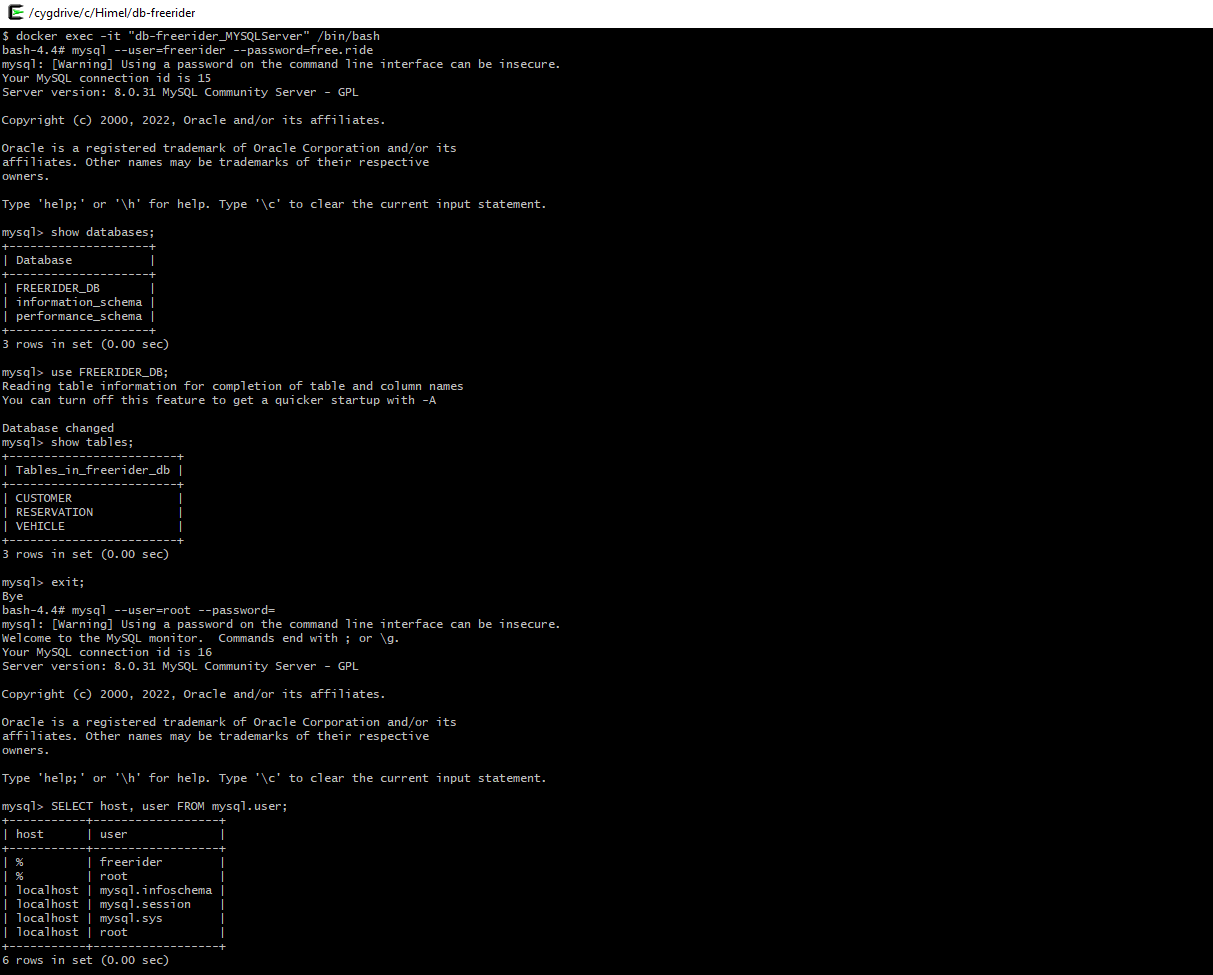 /cygdrive/c/Himel/db-freerider
$ docker exec -it "db-freerider_MYSQLServer" /bin/bash
bash-4.4# mysql --user=freerider --password=free.ride
mysql: [Warning] Using a password on the command line interface can be insecure.
Your MySQL connection id is 15
Server version: 8.0.31 MySQL Community Server - GPL

Copyright (c) 2000, 2022, Oracle and/or its affiliates.

Oracle is a registered trademark of Oracle Corporation and/or its
affiliates. Other names may be trademarks of their respective
owners.

Type 'help;' or '\h' for help. Type '\c' to clear the current input statement.

mysql> show databases;
+--------------------+
| Database           |
+--------------------+
| FREERIDER_DB       |
| information_schema |
| performance_schema |
+--------------------+
3 rows in set (0.00 sec)

mysql> use FREERIDER_DB;
Reading table information for completion of table and column names
You can turn off this feature to get a quicker startup with -A

Database changed
mysql> show tables;
+------------------------+
| Tables_in_freerider_db |
+------------------------+
| CUSTOMER               |
| RESERVATION            |
| VEHICLE                |
+------------------------+
3 rows in set (0.00 sec)

mysql> exit;
Bye
bash-4.4# mysql --user=root --password=
mysql: [Warning] Using a password on the command line interface can be insecure.
Welcome to the MySQL monitor.  Commands end with ; or \g.
Your MySQL connection id is 16
Server version: 8.0.31 MySQL Community Server - GPL

Copyright (c) 2000, 2022, Oracle and/or its affiliates.

Oracle is a registered trademark of Oracle Corporation and/or its
affiliates. Other names may be trademarks of their respective
owners.

Type 'help;' or '\h' for help. Type '\c' to clear the current input statement.

mysql> SELECT host, user FROM mysql.user;
+-----------+------------------+
| host      | user             |
+-----------+------------------+
| %         | freerider        |
| %         | root             |
| localhost | mysql.infoschema |
| localhost | mysql.session    |
| localhost | mysql.sys        |
| localhost | root             |
+-----------+------------------+
6 rows in set (0.00 sec)